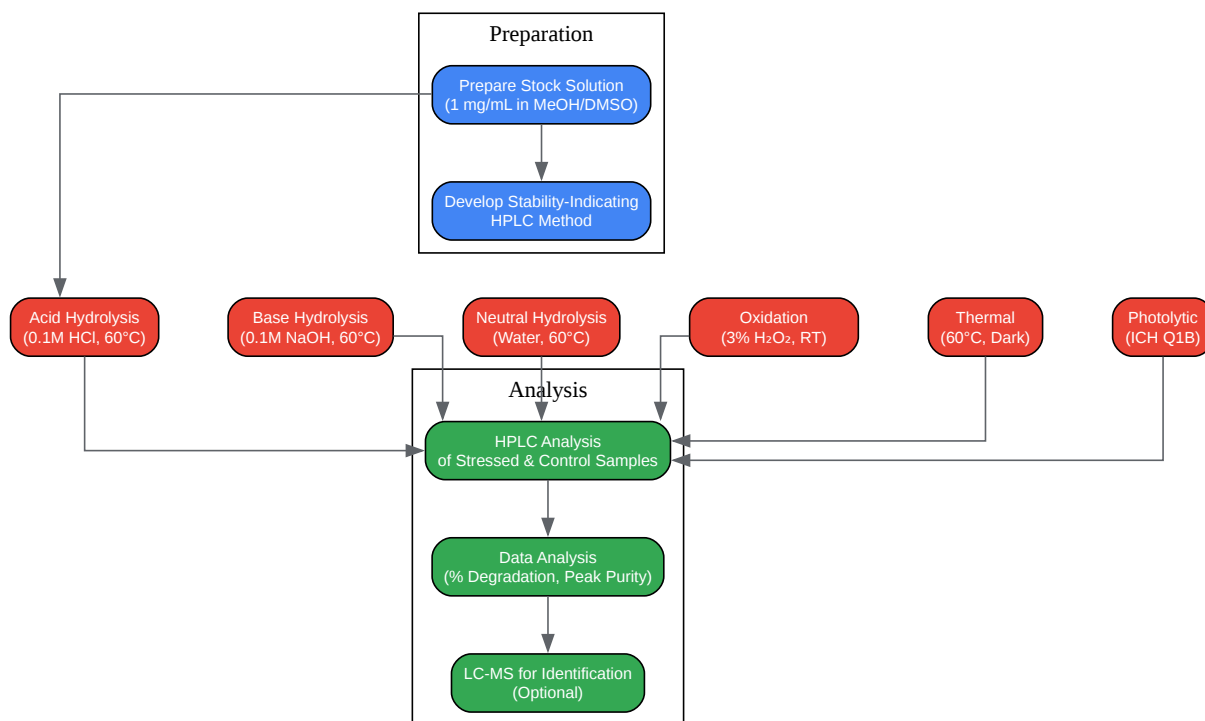 Preparation
Prepare Stock Solution
(1 mg/mL in MeOH/DMSO)
Develop Stability-Indicating
HPLC Method
Acid Hydrolysis
(0.1M HCl, 60°C)
Base Hydrolysis
(0.1M NaOH, 60°C)
Neutral Hydrolysis
(Water, 60°C)
Oxidation
(3% H₂O₂, RT)
Thermal
(60°C, Dark)
Photolytic
(ICH Q1B)
Analysis
HPLC Analysis
of Stressed & Control Samples
Data Analysis
(% Degradation, Peak Purity)
LC-MS for Identification
(Optional)